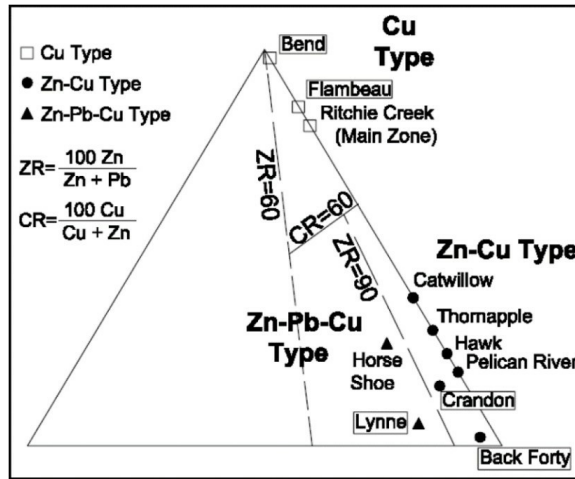 Bend
Cu
Type
□ Cu Type
● Zn-Cu Type
▲ Zn-Pb-Cu Type
Flambeau
Ritchie Creek
(Main Zone)
ZR=100 Zn/Zn + Pb
CR=100 Cu/Cu + Zn
ZR=60
CR=60
ZR=90
Zn-Cu Type
Catwillow
Thornapple
Hawk
Pelican River
Zn-Pb-Cu
Type
Horse
Shoe
Crandon
Lynne
Back Forty